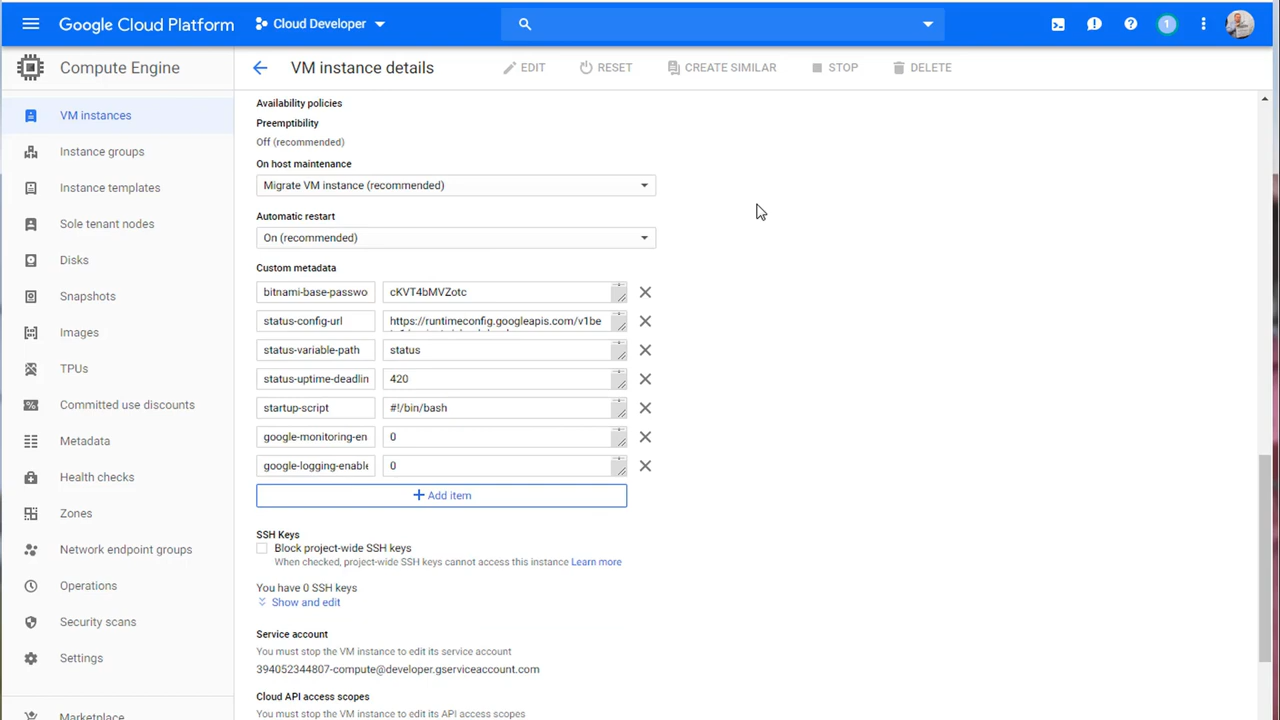 Google Cloud Platform
Cloud Developer
1
Compute Engine
VM instance details
EDIT
RESET
CREATE SIMILAR
STOP
DELETE
VM instances
Instance groups
Instance templates
Sole tenant nodes
Disks
Snapshots
Images
TPUs
Committed use discounts
Metadata
Health checks
Zones
Network endpoint groups
Operations
Security scans
Settings
Marketplace
Availability policies
Preemptibility
Off (recommended)
On host maintenance
Migrate VM instance (recommended)
Automatic restart
On (recommended)
Custom metadata
bitnami-base-passwo cKVT4bMVZotc
status-config-url https://runtimeconfig.googleapis.com/v1be
status-variable-path status
status-uptime-deadlin 420
startup-script #!/bin/bash
google-monitoring-en 0
google-logging-enable 0
+ Add item
SSH Keys
Block project-wide SSH keys
When checked, project-wide SSH keys cannot access this instance Learn more
You have 0 SSH keys
Show and edit
Service account
You must stop the VM instance to edit its service account
394052344807-compute@developer.gserviceaccount.com
Cloud API access scopes
You must stop the VM instance to edit its API access scopes